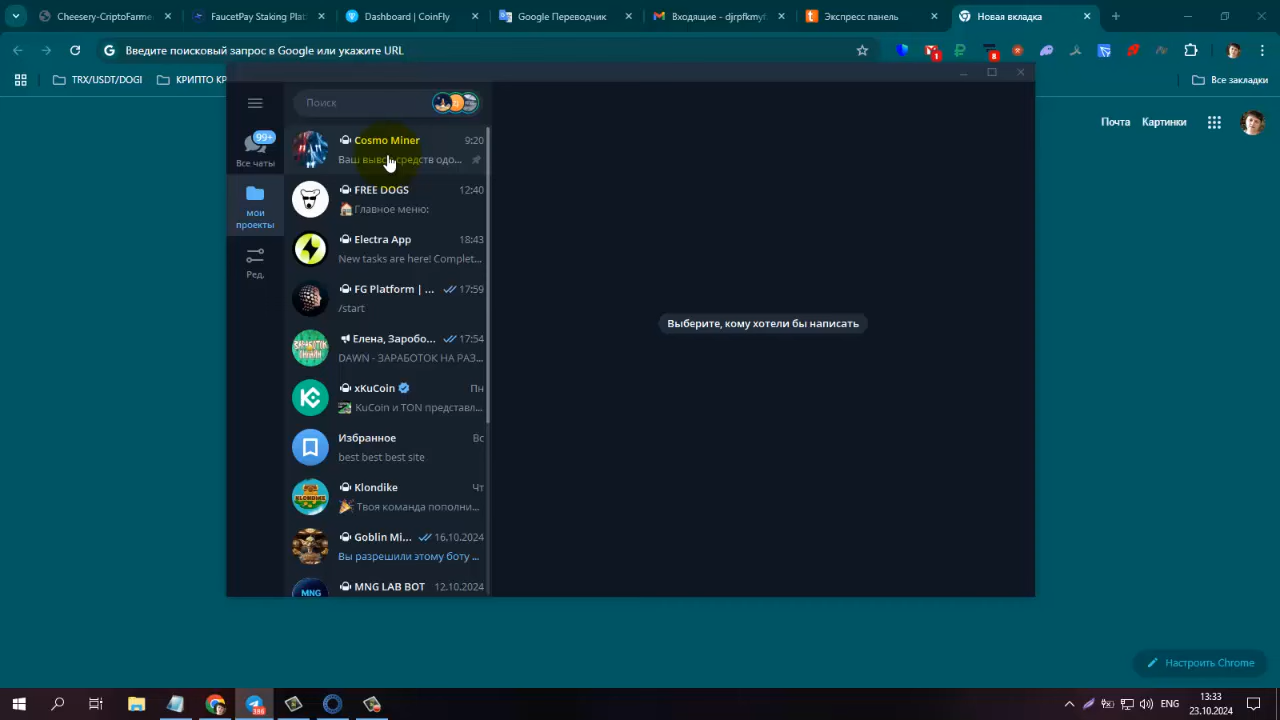 Cheesery-CriptoFarme
FaucetPay Staking Plat
Dashboard | CoinFly
Google Переводчик
Входящие - djrpfkmyf
Экспресс панель
Новая вкладка
Введите поисковый запрос в Google или укажите URL
1
8
TRX/USDT/DOGI
КРИПТО КР
Все закладки
Почта
Картинки
Поиск
99+
Все чаты
мои
проекты
Ред.
Cosmo Miner
9:20
Ваш вывод средств одо...
FREE DOGS
12:40
Главное меню:
Electra App
18:43
New tasks are here! Complet...
FG Platform | ...
17:59
/start
Елена, Заробо...
17:54
DAWN - ЗАРАБОТОК НА РАЗ...
xKuCoin
Пн
KuCoin и TON представл...
Избранное
Вс
best best best site
Klondike
Чт
Твоя команда пополни...
Goblin Mi...
16.10.2024
Вы разрешили этому боту ...
MNG LAB BOT
12.10.2024
MNG
Выберите, кому хотели бы написать
Настроить Chrome
ENG
13:33
23.10.2024